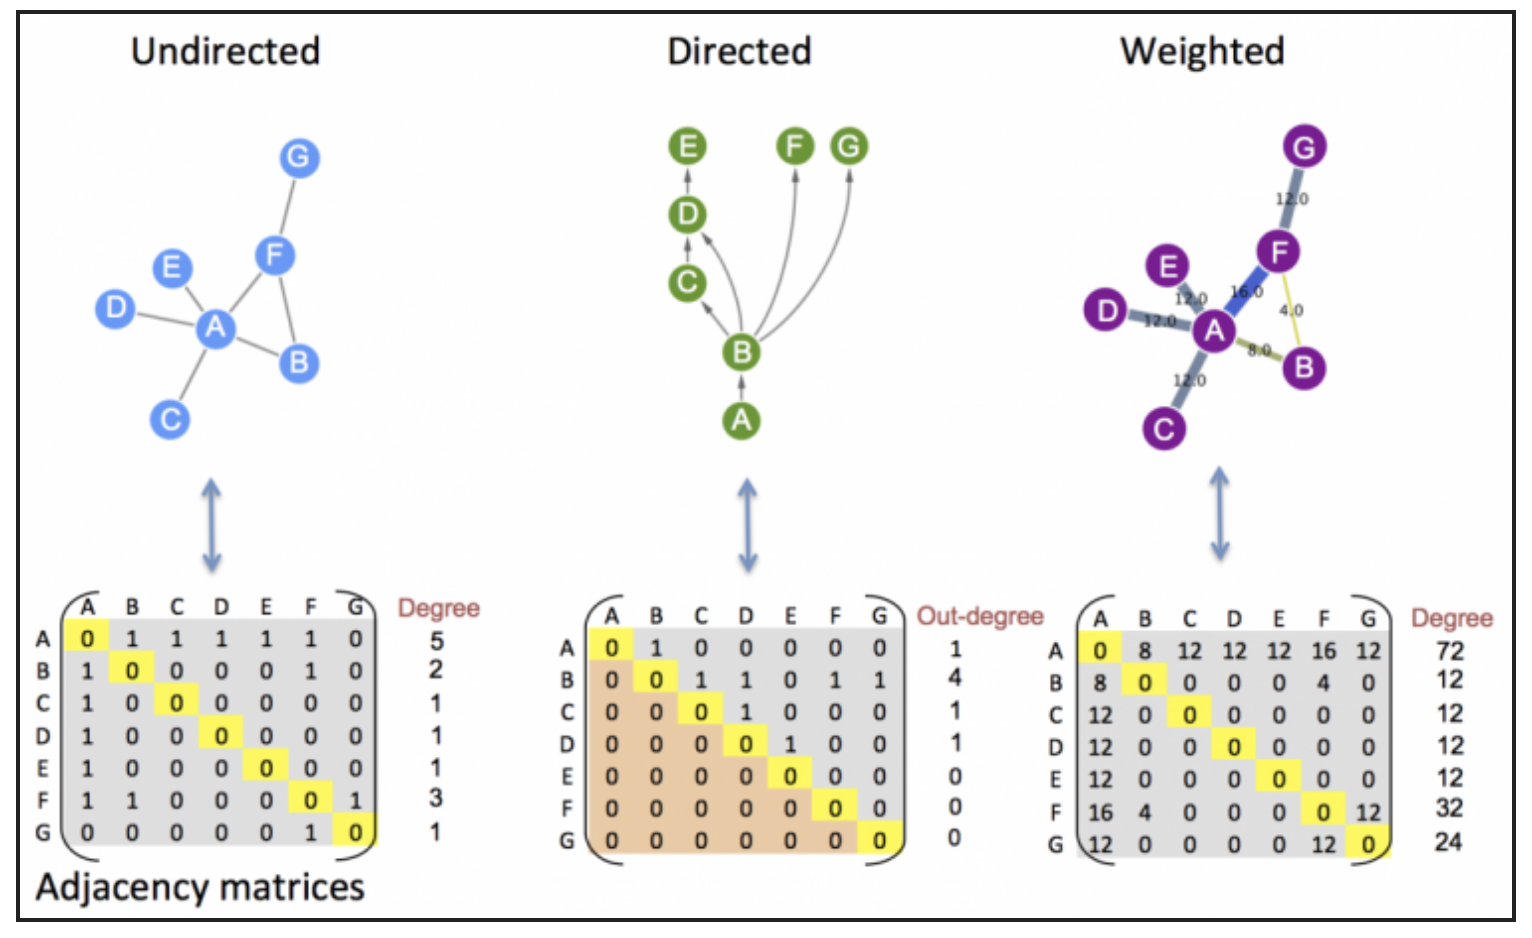 Undirected
Directed
Weighted
G
F
E
D
A
B
C
E
F
G
D
C
B
A
G
12.0
F
E
16.0
12.0
D
12.0
4.0
A
8.0
B
12.0
C
A B C D E F G Degree
A 0 1 1 1 1 1 0 5
B 1 0 0 0 0 1 0 2
C 1 0 0 0 0 0 0 1
D 1 0 0 0 0 0 0 1
E 1 0 0 0 0 0 0 1
F 1 1 0 0 0 0 1 3
G 0 0 0 0 0 1 0 1
A B C D E F G Out-degree
A 0 1 0 0 0 0 0 1
B 0 0 1 1 0 1 1 4
C 0 0 0 1 0 0 0 1
D 0 0 0 0 1 0 0 1
E 0 0 0 0 0 0 0 0
F 0 0 0 0 0 0 0 0
G 0 0 0 0 0 0 0 0
A B C D E F G Degree
A 0 8 12 12 12 16 12 72
B 8 0 0 0 0 4 0 12
C 12 0 0 0 0 0 0 12
D 12 0 0 0 0 0 0 12
E 12 0 0 0 0 0 0 12
F 16 4 0 0 0 0 12 32
G 12 0 0 0 0 12 0 24
Adjacency matrices